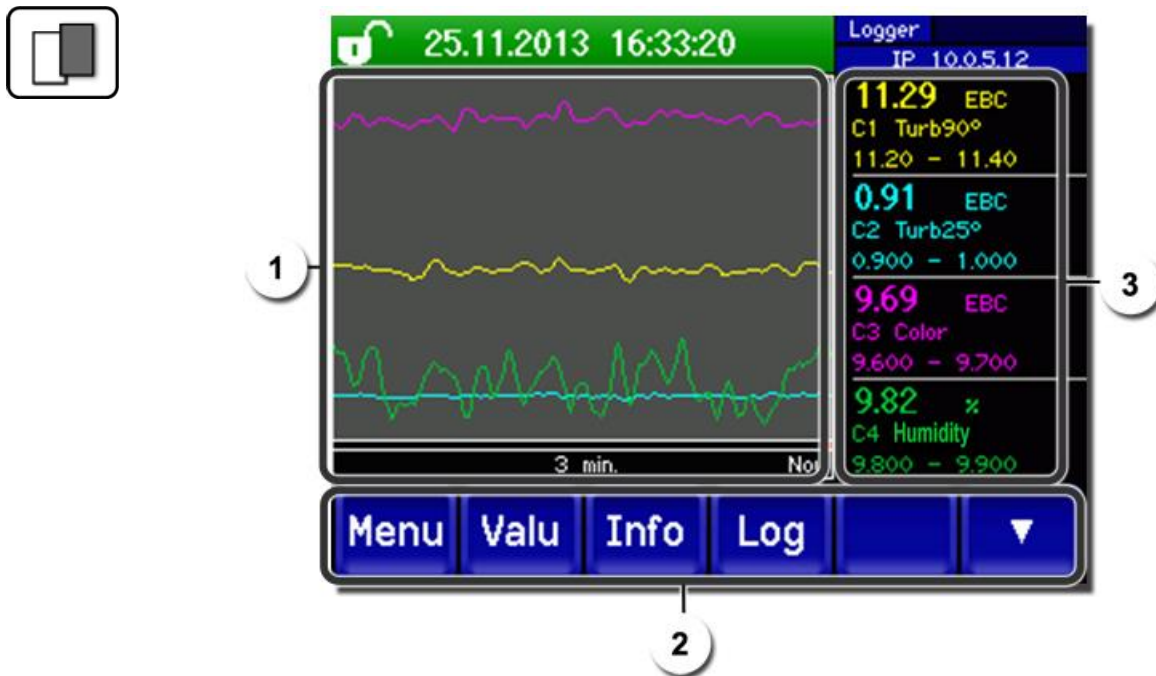 25.11.2013 16:33:20
Logger
IP 10.0.5.12
11.29 EBC
C1 Turb90°
11.20 - 11.40
0.91 EBC
C2 Turb25°
0.900 - 1.000
9.69 EBC
C3 Color
9.600 - 9.700
9.82 %
C4 Humidity
9.800 - 9.900
3 min.
1
3
Menu Valu Info Log ▼
2